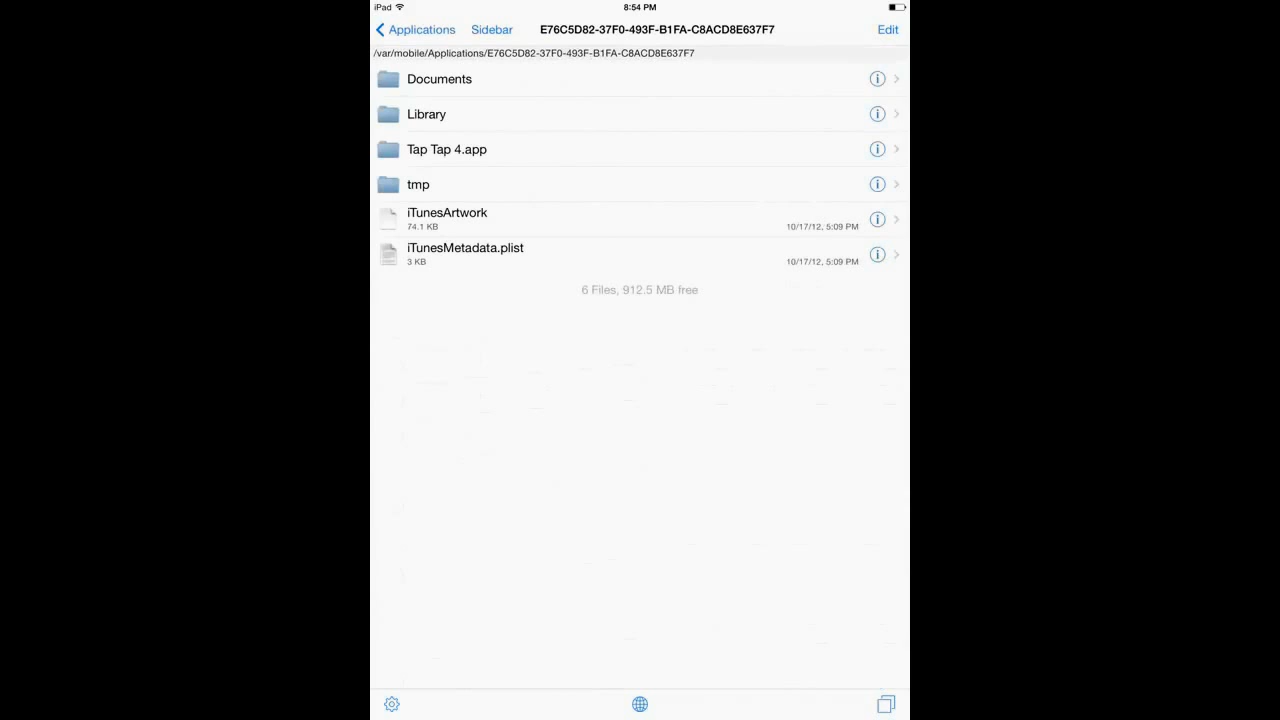 iPad 8:54 PM
Applications Sidebar E76C5D82-37F0-493F-B1FA-C8ACD8E637F7 Edit
/var/mobile/Applications/E76C5D82-37F0-493F-B1FA-C8ACD8E637F7
Documents
Library
Tap Tap 4.app
tmp
iTunesArtwork
74.1 KB 10/17/12, 5:09 PM
iTunesMetadata.plist
3 KB 10/17/12, 5:09 PM
6 Files, 912.5 MB free